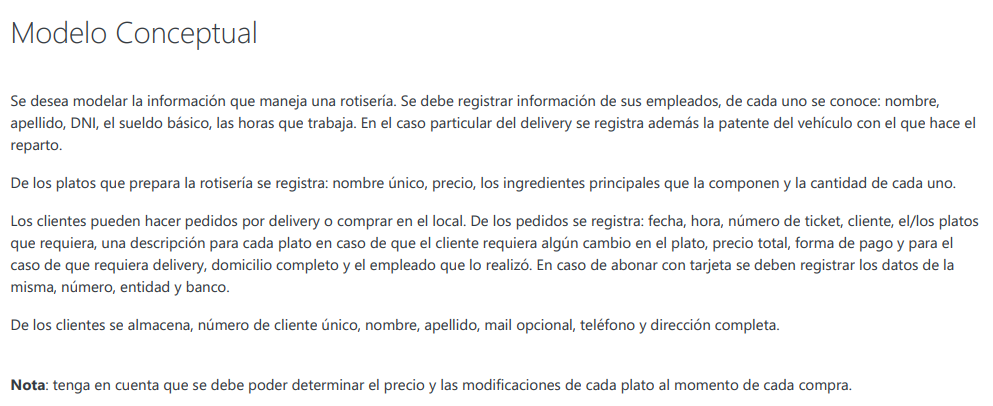 Modelo Conceptual
Se desea modelar la información que maneja una rotisería. Se debe registrar información de sus empleados, de cada uno se conoce: nombre,
apellido, DNI, el sueldo básico, las horas que trabaja. En el caso particular del delivery se registra además la patente del vehículo con el que hace el
reparto.
De los platos que prepara la rotisería se registra: nombre único, precio, los ingredientes principales que la componen y la cantidad de cada uno.
Los clientes pueden hacer pedidos por delivery o comprar en el local. De los pedidos se registra: fecha, hora, número de ticket, cliente, el/los platos
que requiera, una descripción para cada plato en caso de que el cliente requiera algún cambio en el plato, precio total, forma de pago y para el
caso de que requiera delivery, domicilio completo y el empleado que lo realizó. En caso de abonar con tarjeta se deben registrar los datos de la
misma, número, entidad y banco.
De los clientes se almacena, número de cliente único, nombre, apellido, mail opcional, teléfono y dirección completa.
Nota: tenga en cuenta que se debe poder determinar el precio y las modificaciones de cada plato al momento de cada compra.